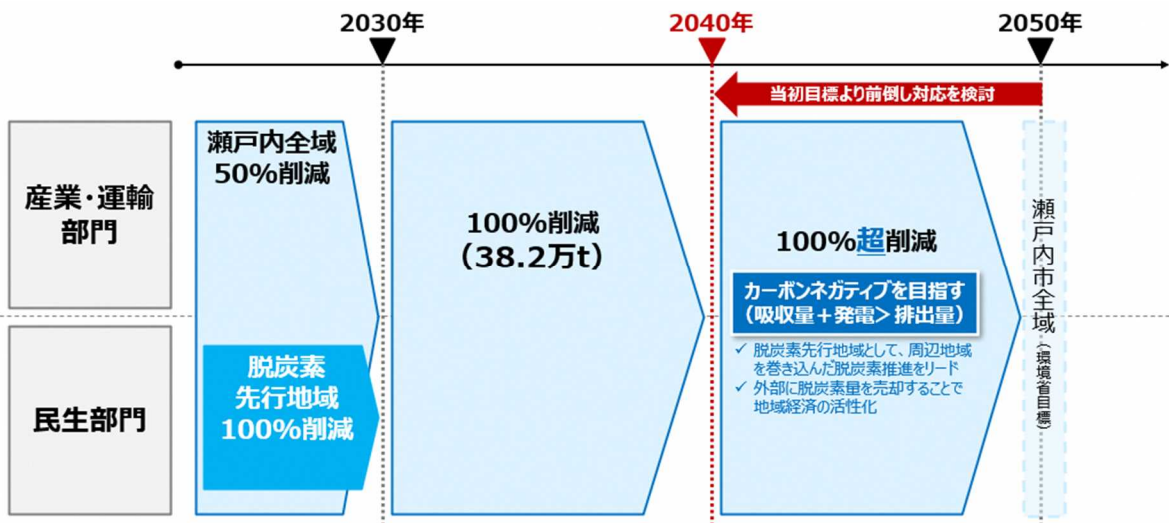 2030年
2040年
2050年
当初目標より前倒し対応を検討
産業・運輸
部門
民生部門
瀬戸内全域
50%削減
脱炭素
先行地域
100%削減
100%削減
（38.2万t）
100%超削減
カーボンネガティブを目指す
（吸収量＋発電＞排出量）
✓ 脱炭素先行地域として、周辺地域
を巻き込んだ脱炭素推進をリード
✓ 外部に脱炭素量を売却することで
地域経済の活性化
瀬戸内市全域（環境省目標）